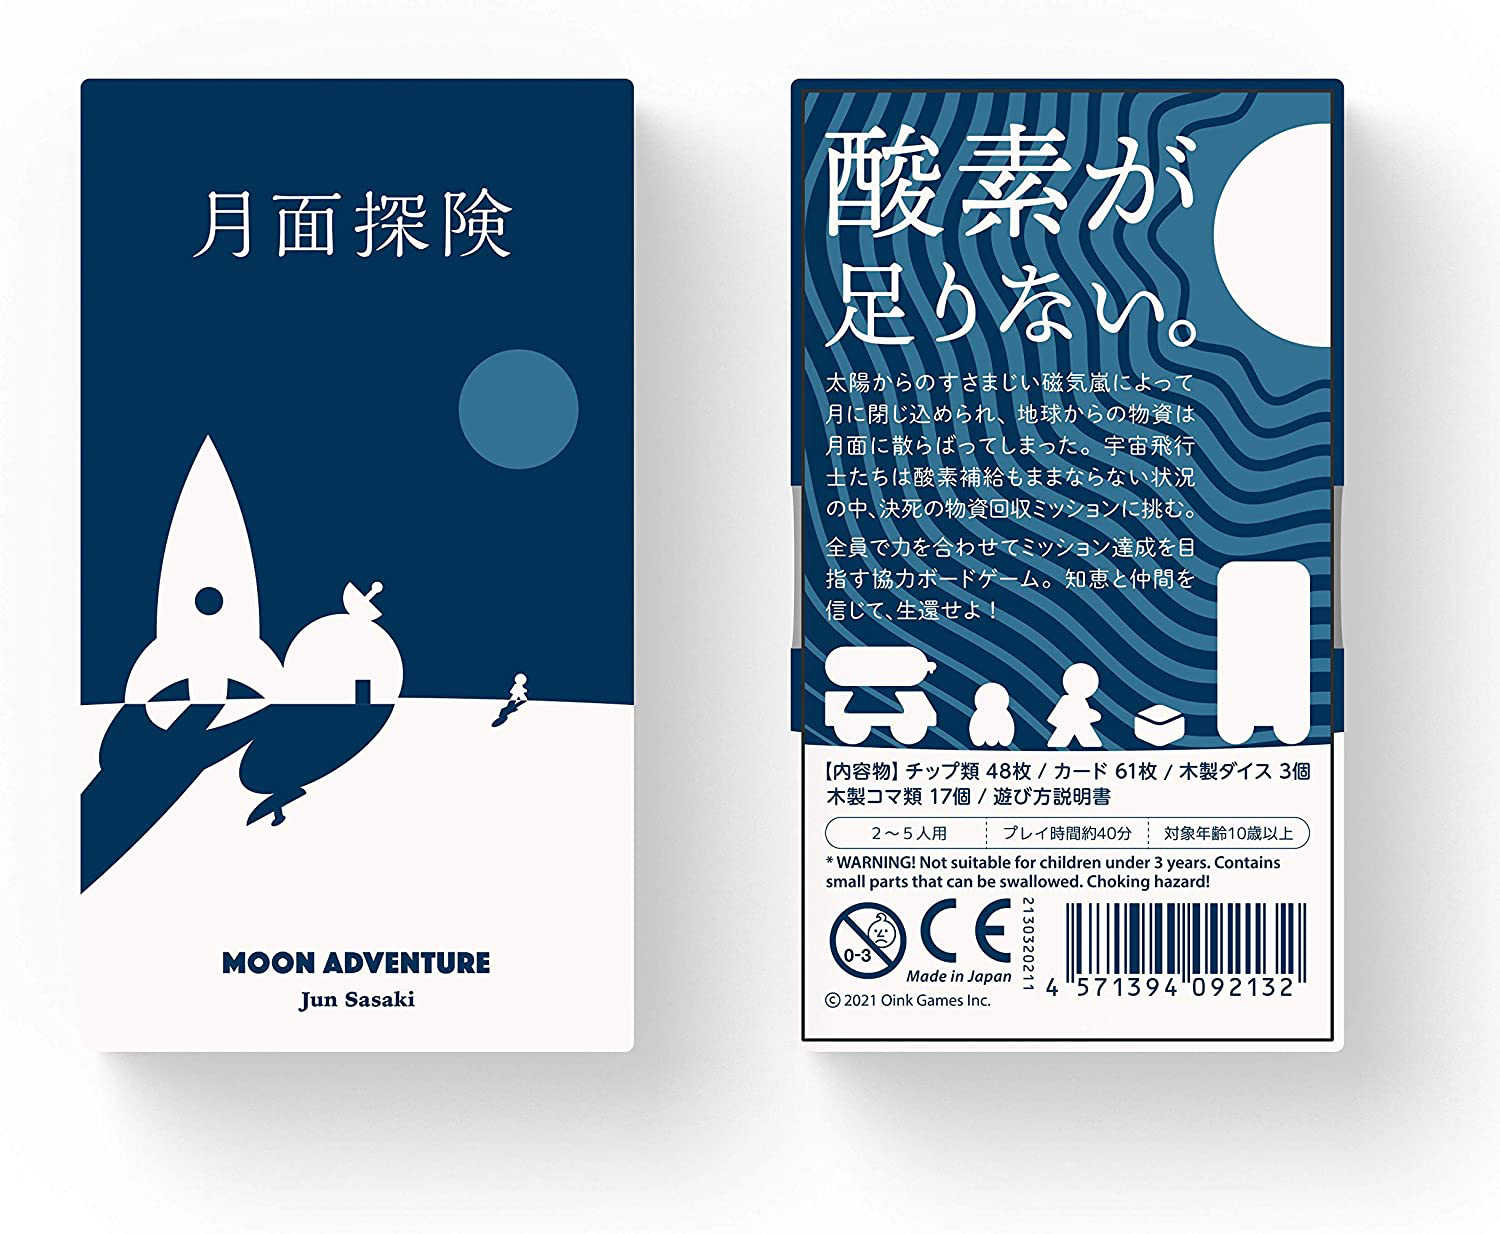 月面探険
MOON ADVENTURE
Jun Sasaki
酸素が
足りない。
太陽からのすさまじい磁気嵐によって
月に閉じ込められ、地球からの物資は
月面に散らばってしまった。宇宙飛行
士たちは酸素補給もままならない状況
の中、決死の物資回収ミッションに挑む。
全員で力を合わせてミッション達成を目
指す協力ボードゲーム。知恵と仲間を
信じて、生還せよ！
【内容物】チップ類 48枚 / カード 61枚 / 木製ダイス 3個
木製コマ類 17個 / 遊び方説明書
2〜5人用 プレイ時間約40分 対象年齢10歳以上
* WARNING! Not suitable for children under 3 years. Contains
small parts that can be swallowed. Choking hazard!
0-3
CE
Made in Japan
2130320211
© 2021 Oink Games Inc.
4 571394 092132